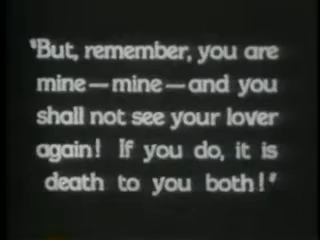 "But, remember, you are
mine—mine—and you
shall not see your lover
again! If you do, it is
death to you both!"